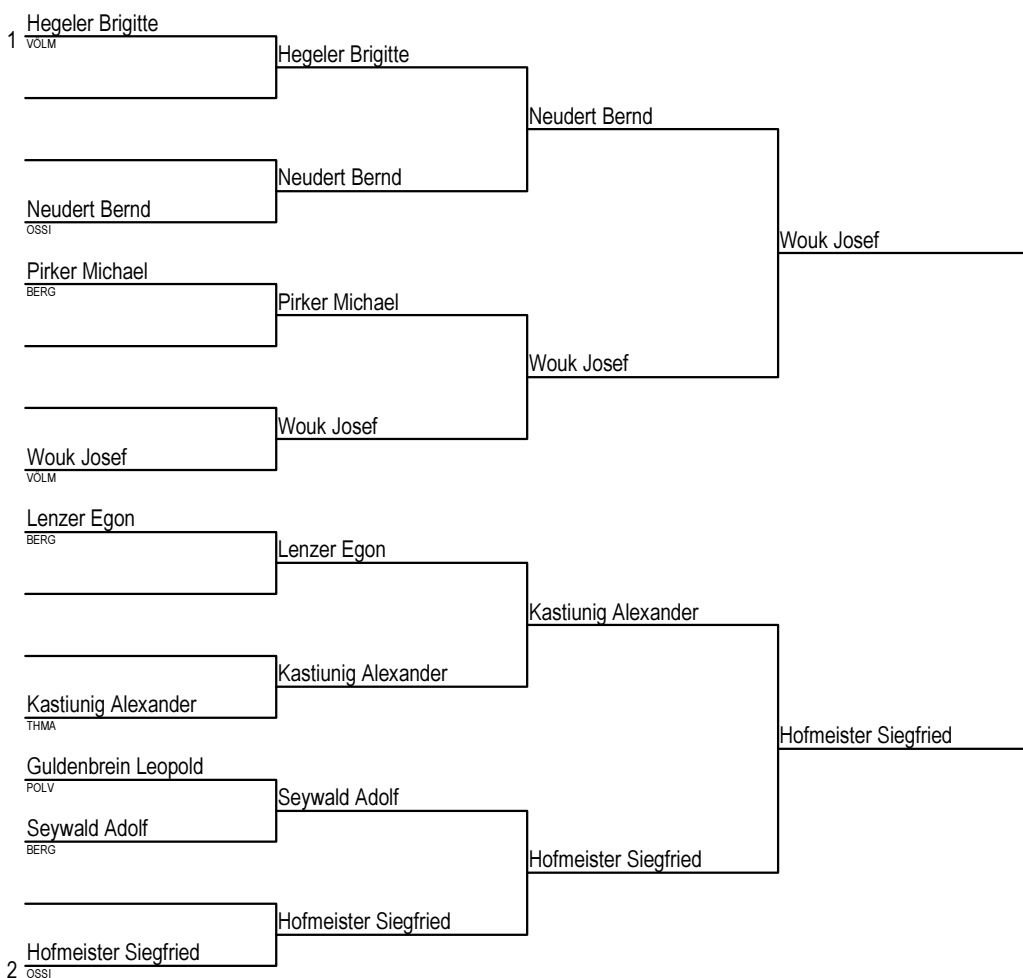 Hegeler Brigitte
1
VÖLM
Hegeler Brigitte
Neudert Bernd
Neudert Bernd
Neudert Bernd
OSSI
Wouk Josef
Pirker Michael
BERG
Pirker Michael
Wouk Josef
Wouk Josef
Wouk Josef
VÖLM
Lenzer Egon
BERG
Lenzer Egon
Kastiunig Alexander
Kastiunig Alexander
Kastiunig Alexander
THMA
Hofmeister Siegfried
Guldenbrein Leopold
POLV
Seywald Adolf
Seywald Adolf
BERG
Hofmeister Siegfried
Hofmeister Siegfried
Hofmeister Siegfried
2
OSSI